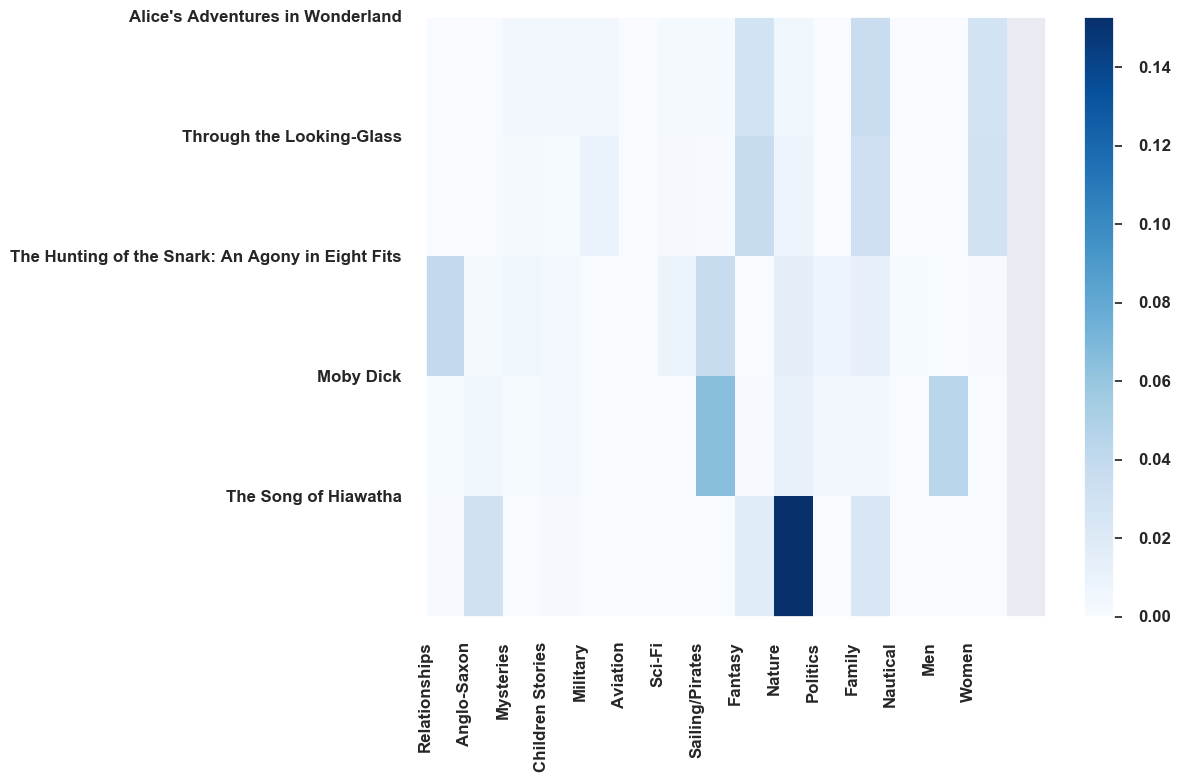 Alice's Adventures in Wonderland
Through the Looking-Glass
The Hunting of the Snark: An Agony in Eight Fits
Moby Dick
The Song of Hiawatha
0.14
0.12
0.10
0.08
0.06
0.04
0.02
0.00
Relationships
Anglo-Saxon
Mysteries
Children Stories
Military
Aviation
Sci-Fi
Sailing/Pirates
Fantasy
Nature
Politics
Family
Nautical
Men
Women